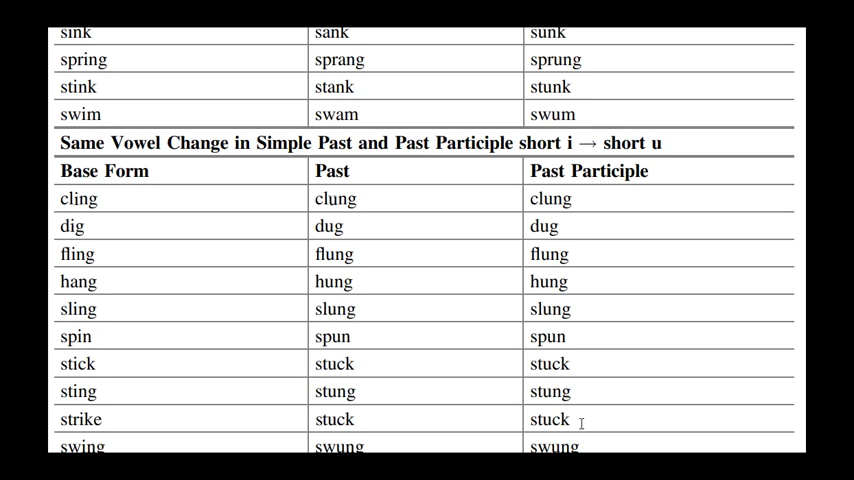 sink sank sunk
spring sprang sprung
stink stank stunk
swim swam swum
Same Vowel Change in Simple Past and Past Participle short i → short u
Base Form Past Past Participle
cling clung clung
dig dug dug
fling flung flung
hang hung hung
sling slung slung
spin spun spun
stick stuck stuck
sting stung stung
strike stuck stuck
swing swung swung